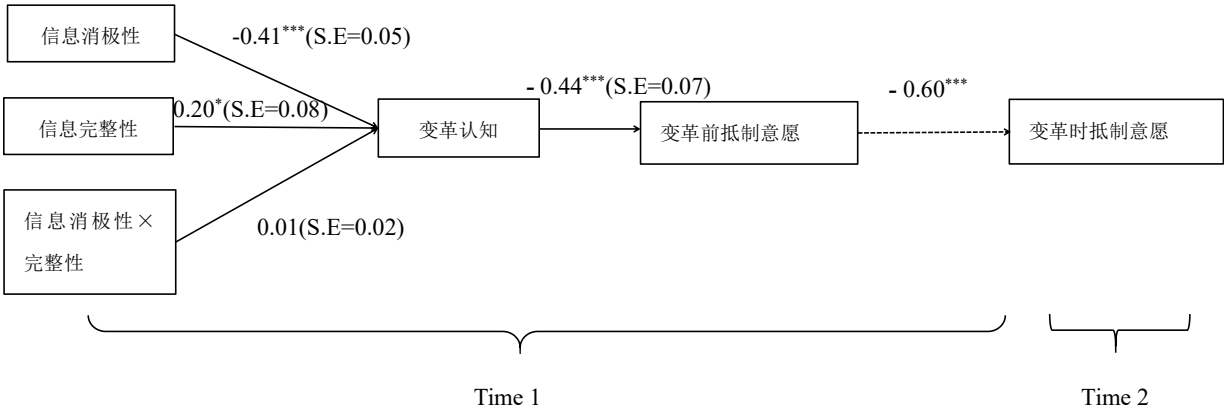 信息消极性
-0.41***(S.E=0.05)
0.20*(S.E=0.08)
信息完整性
变革认知
- 0.44***(S.E=0.07)
变革前抵制意愿
- 0.60***
变革时抵制意愿
信息消极性×
完整性
0.01(S.E=0.02)
Time 1
Time 2